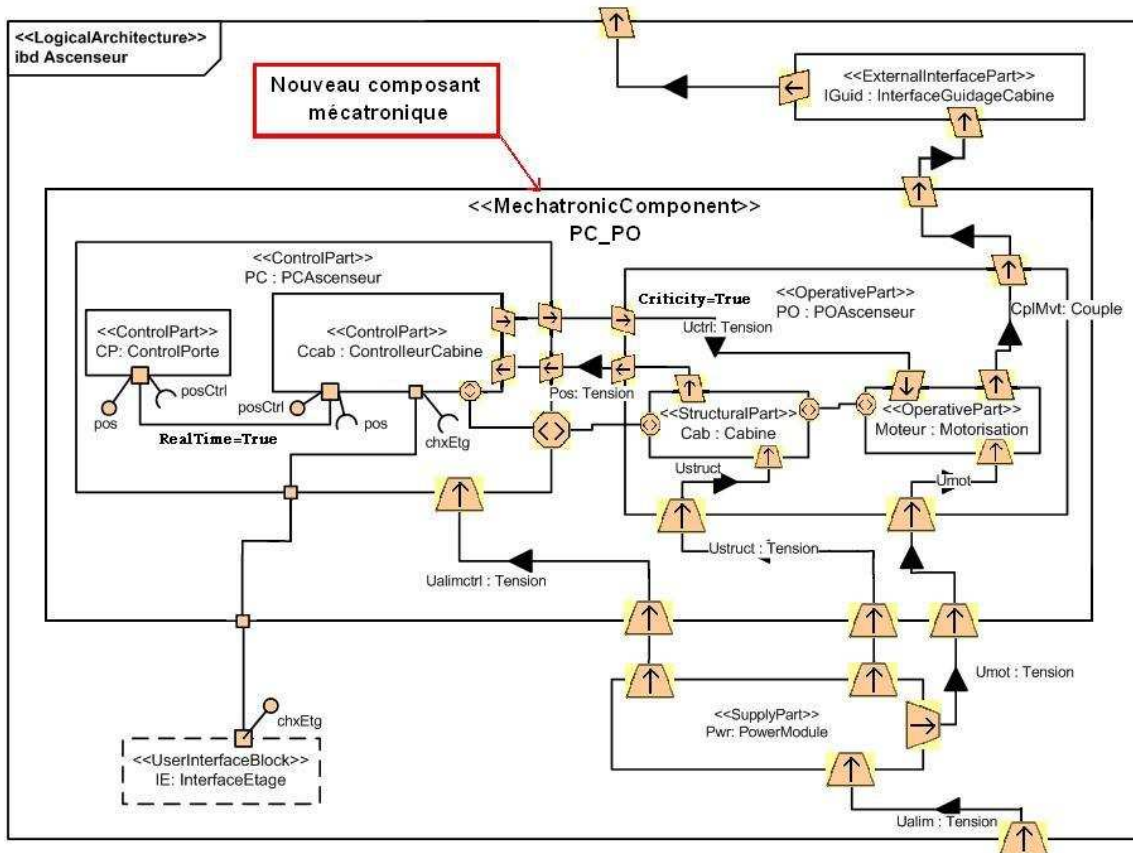 <<LogicalArchitecture>>
ibd Ascenseur
Nouveau composant
mécatronique
<<ExternalInterfacePart>>
IGuid : InterfaceGuidageCabine
<<MechatronicComponent>>
PC_PO
<<ControlPart>>
PC : PCAscenseur
<<ControlPart>>
CP: ControlPorte
<<ControlPart>>
Ccab : ControlleurCabine
Criticity=True
<<OperativePart>>
PO : POAscenseur
CplMvt: Couple
Uctrl: Tension
Pos: Tension
posCtrl
pos
RealTime=True
posCtrl
pos
chxEtg
<<StructuralPart>>
Cab : Cabine
<<OperativePart>>
Moteur : Motorisation
Ustruct
Umot
Ualimctrl : Tension
Ustruct : Tension
Umot : Tension
chxEtg
<<UserInterfaceBlock>>
IE: InterfaceEtage
<<SupplyPart>>
Pwr: PowerModule
Ualim : Tension